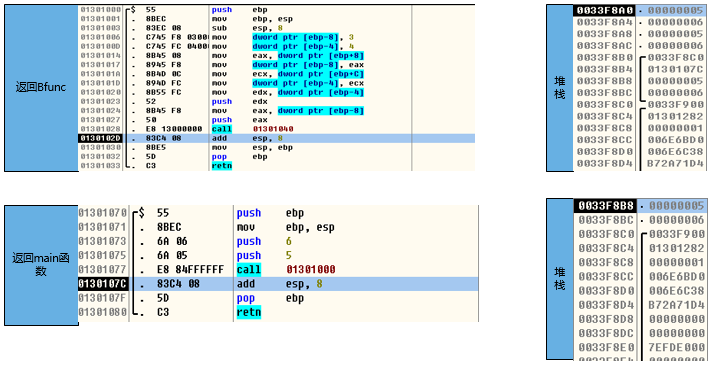 返回Bfunc
01301000 $ 55 push ebp
01301001 . 8BEC mov ebp, esp
01301003 . 83EC 08 sub esp, 8
01301006 . C745 F8 0300 mov dword ptr [ebp-8], 3
0130100D . C745 FC 0400 mov dword ptr [ebp-4], 4
01301014 . 8B45 08 mov eax, dword ptr [ebp+8]
01301017 . 8945 F8 mov dword ptr [ebp-8], eax
0130101A . 8B4D 0C mov ecx, dword ptr [ebp+C]
0130101D . 894D FC mov dword ptr [ebp-4], ecx
01301020 . 8B55 FC mov edx, dword ptr [ebp-4]
01301023 . 52 push edx
01301024 . 8B45 F8 mov eax, dword ptr [ebp-8]
01301027 . 50 push eax
01301028 . E8 13000000 call 01301040
0130102D . 83C4 08 add esp, 8
01301030 . 8BE5 mov esp, ebp
01301032 . 5D pop ebp
01301033 . C3 retn
堆栈
0033F8A0 00000005
0033F8A4 00000006
0033F8A8 00000005
0033F8AC 00000006
0033F8B0 0033F8C0
0033F8B4 0130107C
0033F8B8 00000005
0033F8BC 00000006
0033F8C0 0033F900
0033F8C4 01301282
0033F8C8 00000001
0033F8CC 006E6BD0
0033F8D0 006E6C38
0033F8D4 B72A71D4
返回main函数
01301070 $ 55 push ebp
01301071 . 8BEC mov ebp, esp
01301073 . 6A 06 push 6
01301075 . 6A 05 push 5
01301077 . E8 84FFFFFF call 01301000
0130107C . 83C4 08 add esp, 8
0130107F . 5D pop ebp
01301080 . C3 retn
堆栈
0033F8B8 00000005
0033F8BC 00000006
0033F8C0 0033F900
0033F8C4 01301282
0033F8C8 00000001
0033F8CC 006E6BD0
0033F8D0 006E6C38
0033F8D4 B72A71D4
0033F8D8 00000000
0033F8DC 00000000
0033F8E0 7EFDE000